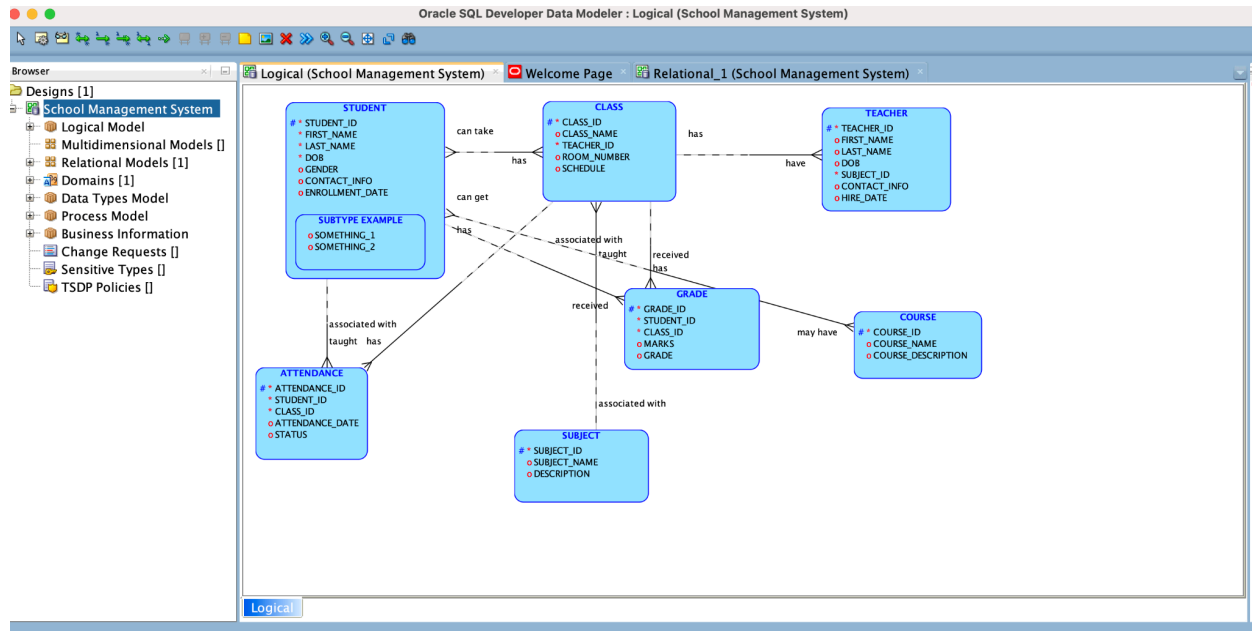 Oracle SQL Developer Data Modeler : Logical (School Management System)
Browser
Designs [1]
School Management System
Logical Model
Multidimensional Models []
Relational Models [1]
Domains [1]
Data Types Model
Process Model
Business Information
Change Requests []
Sensitive Types []
TSDP Policies []
Logical (School Management System)
Welcome Page
Relational_1 (School Management System)
STUDENT
# * STUDENT_ID
* FIRST_NAME
* LAST_NAME
* DOB
o GENDER
o CONTACT_INFO
o ENROLLMENT_DATE
SUBTYPE EXAMPLE
o SOMETHING_1
o SOMETHING_2
can take
has
CLASS
# * CLASS_ID
o CLASS_NAME
* TEACHER_ID
o ROOM_NUMBER
o SCHEDULE
has
have
TEACHER
# * TEACHER_ID
o FIRST_NAME
o LAST_NAME
o DOB
* SUBJECT_ID
o CONTACT_INFO
o HIRE_DATE
can get
has
associated with
taught
received
has
received
GRADE
# * GRADE_ID
* STUDENT_ID
* CLASS_ID
o MARKS
o GRADE
may have
COURSE
# * COURSE_ID
o COURSE_NAME
o COURSE_DESCRIPTION
associated with
taught
has
ATTENDANCE
# * ATTENDANCE_ID
* STUDENT_ID
* CLASS_ID
o ATTENDANCE_DATE
o STATUS
associated with
SUBJECT
# * SUBJECT_ID
o SUBJECT_NAME
o DESCRIPTION
Logical